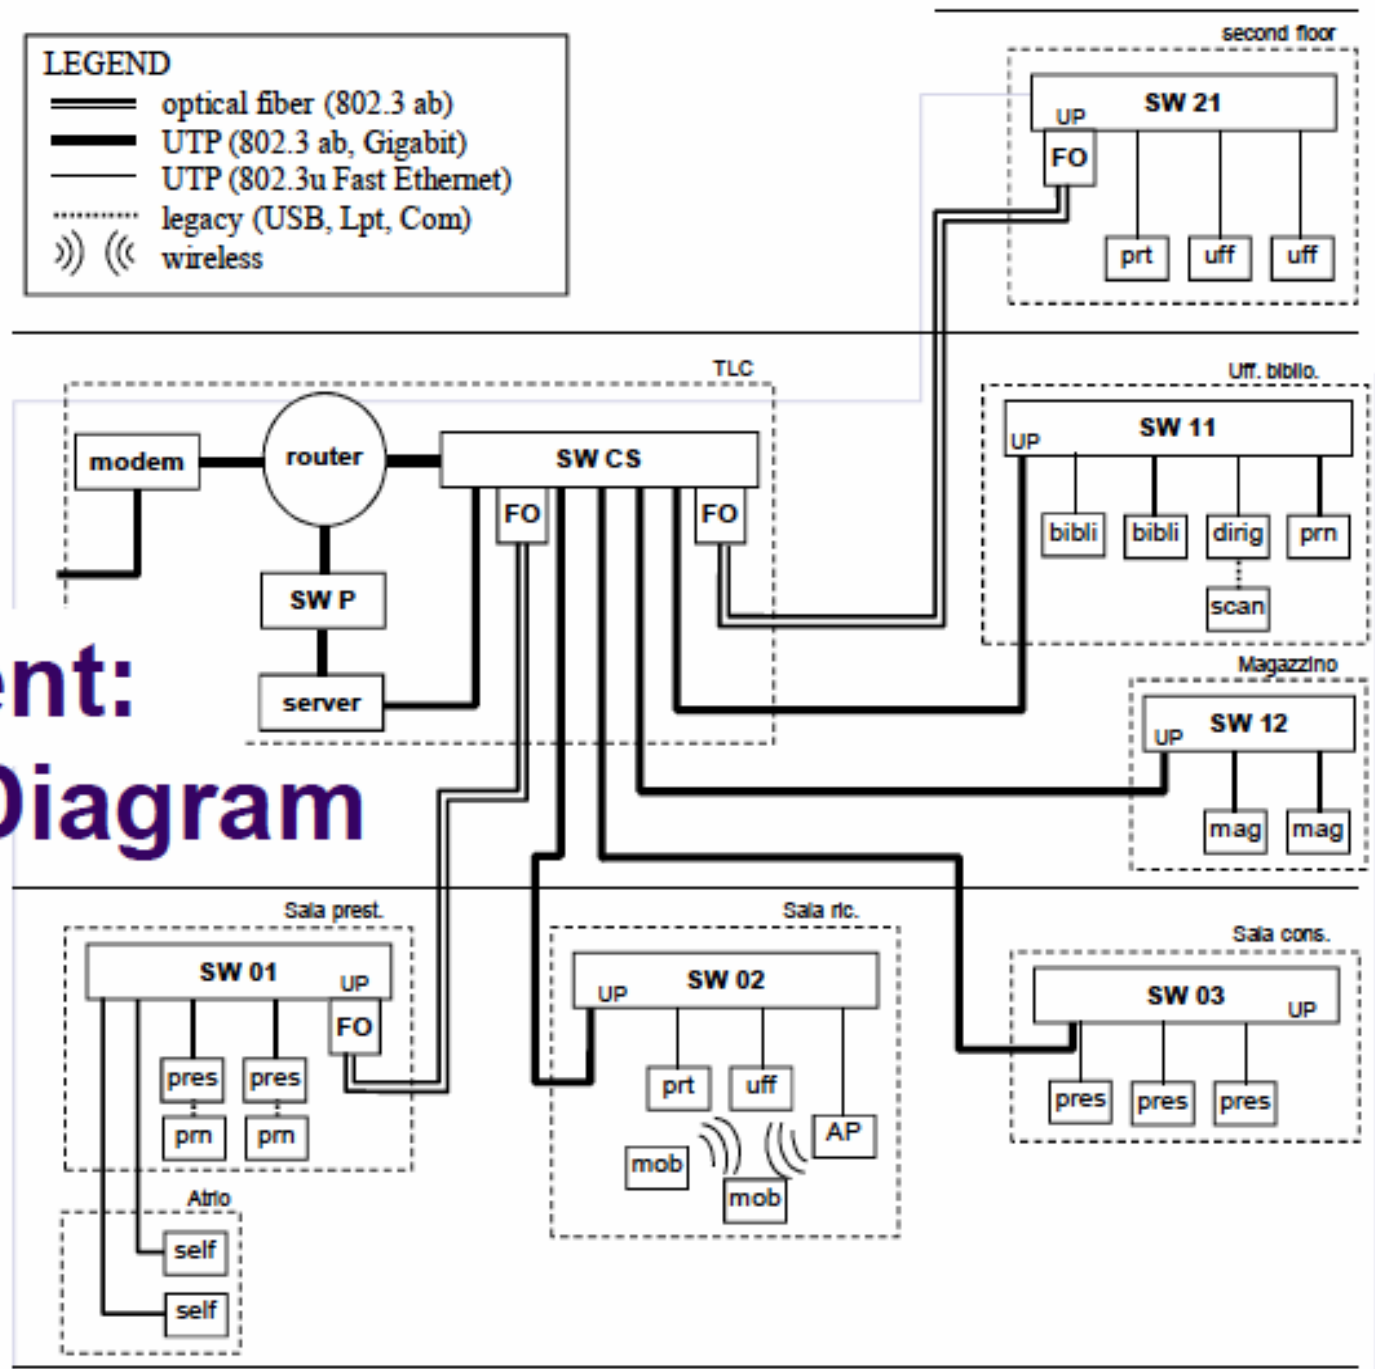 LEGEND
optical fiber (802.3 ab)
UTP (802.3 ab, Gigabit)
UTP (802.3u Fast Ethernet)
legacy (USB, Lpt, Com)
wireless
second floor
SW 21
UP
FO
prt
uff
uff
TLC
modem
router
SW CS
FO
FO
SW P
server
Uff. biblio.
SW 11
UP
bibli
bibli
dirig
prn
scan
ent:
Diagram
Magazzino
SW 12
UP
mag
mag
Sala prest.
SW 01
UP
FO
pres
pres
prn
prn
Atrio
self
self
Sala ric.
SW 02
UP
prt
uff
AP
mob
mob
Sala cons.
SW 03
UP
pres
pres
pres